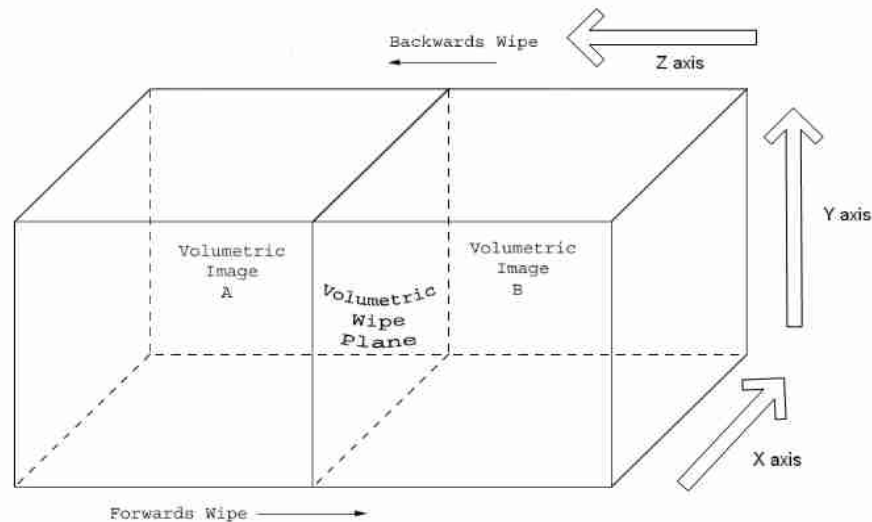 Backwards Wipe
Z axis
Y axis
Volumetric
Image
A
Volumetric
Image
B
Volumetric
Wipe
Plane
X axis
Forwards Wipe